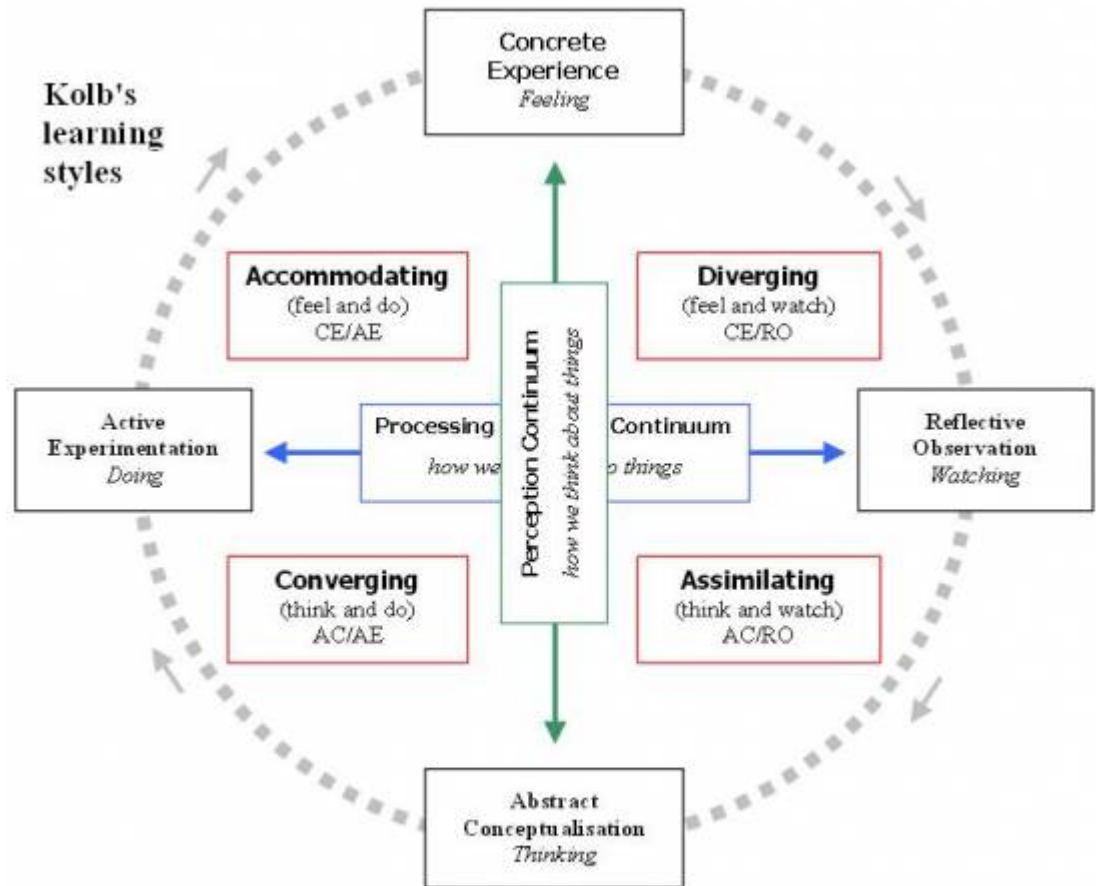 Kolb's
learning
styles
Concrete
Experience
Feeling
Accommodating
(feel and do)
CE/AE
Diverging
(feel and watch)
CE/RO
Active
Experimentation
Doing
Processing Continuum
how we o things
Perception Continuum
how we think about things
Reflective
Observation
Watching
Converging
(think and do)
AC/AE
Assimilating
(think and watch)
AC/RO
Abstract
Conceptualisation
Thinking